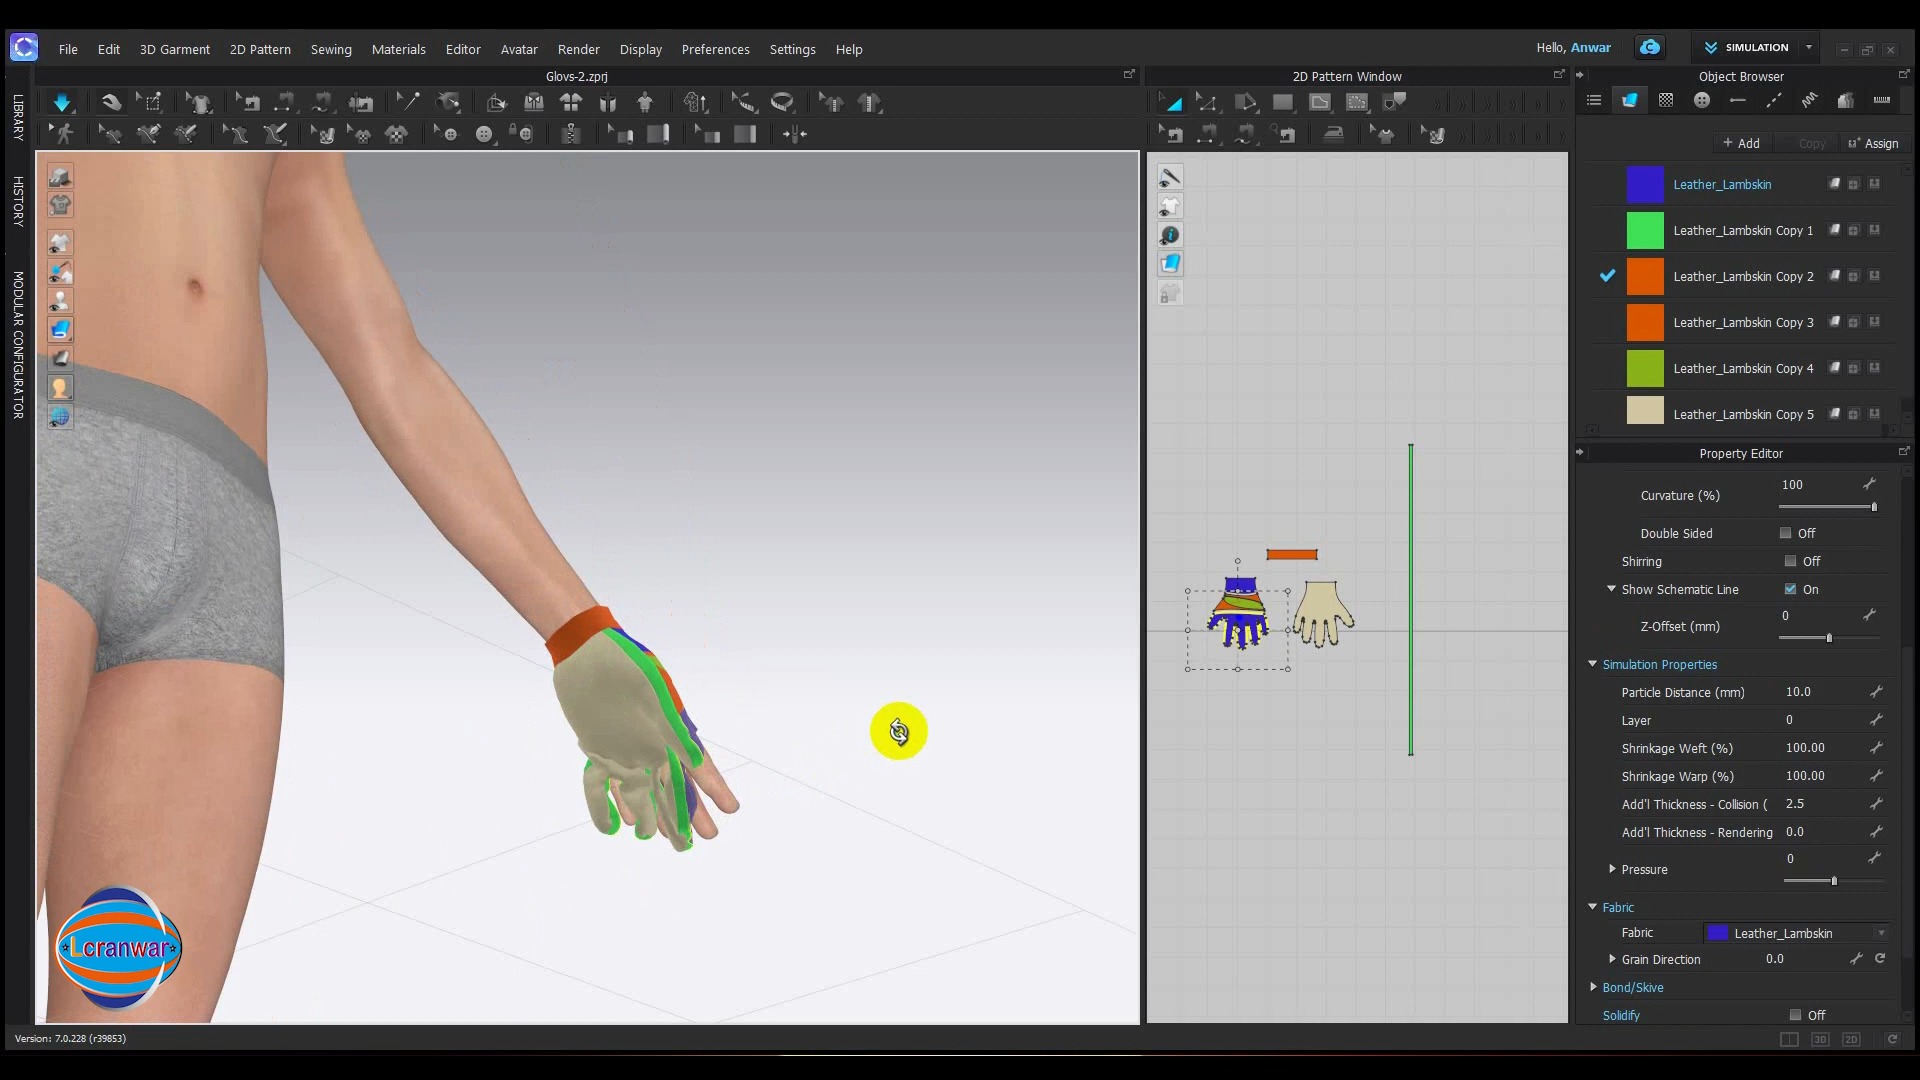 File Edit 3D Garment 2D Pattern Sewing Materials Editor Avatar Render Display Preferences Settings Help
Hello, Anwar
SIMULATION
Glovs-2.zprj
2D Pattern Window
Object Browser
LIBRARY
HISTORY
MODULAR CONFIGURATOR
+ Add Copy Assign
Leather_Lambskin
Leather_Lambskin Copy 1
Leather_Lambskin Copy 2
Leather_Lambskin Copy 3
Leather_Lambskin Copy 4
Leather_Lambskin Copy 5
Property Editor
Curvature (%) 100
Double Sided Off
Shirring Off
Show Schematic Line On
Z-Offset (mm) 0
Simulation Properties
Particle Distance (mm) 10.0
Layer 0
Shrinkage Weft (%) 100.00
Shrinkage Warp (%) 100.00
Add'l Thickness - Collision ( 2.5
Add'l Thickness - Rendering 0.0
Pressure 0
Fabric
Fabric Leather_Lambskin
Grain Direction 0.0
Bond/Skive
Solidify Off
Lcranwar
Version: 7.0.228 (r39853)
3D 2D